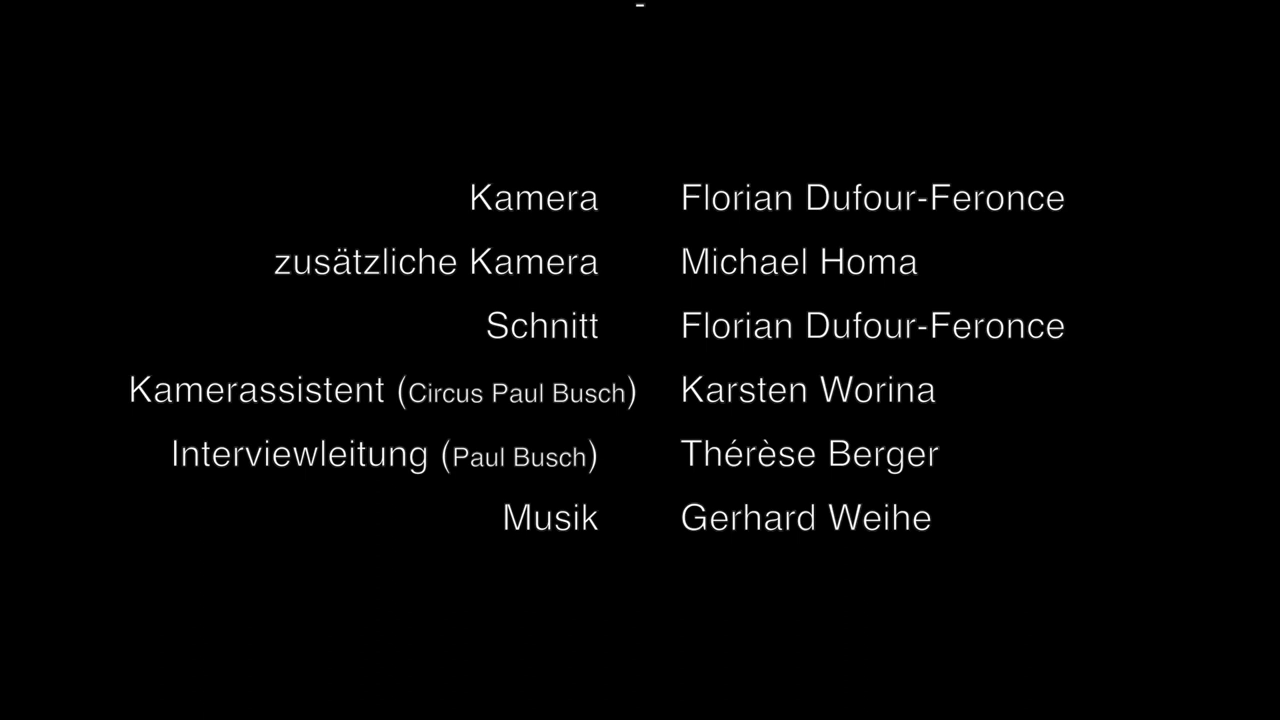 -
Kamera Florian Dufour-Feronce
zusätzliche Kamera Michael Homa
Schnitt Florian Dufour-Feronce
Kamerassistent (Circus Paul Busch) Karsten Worina
Interviewleitung (Paul Busch) Thérèse Berger
Musik Gerhard Weihe